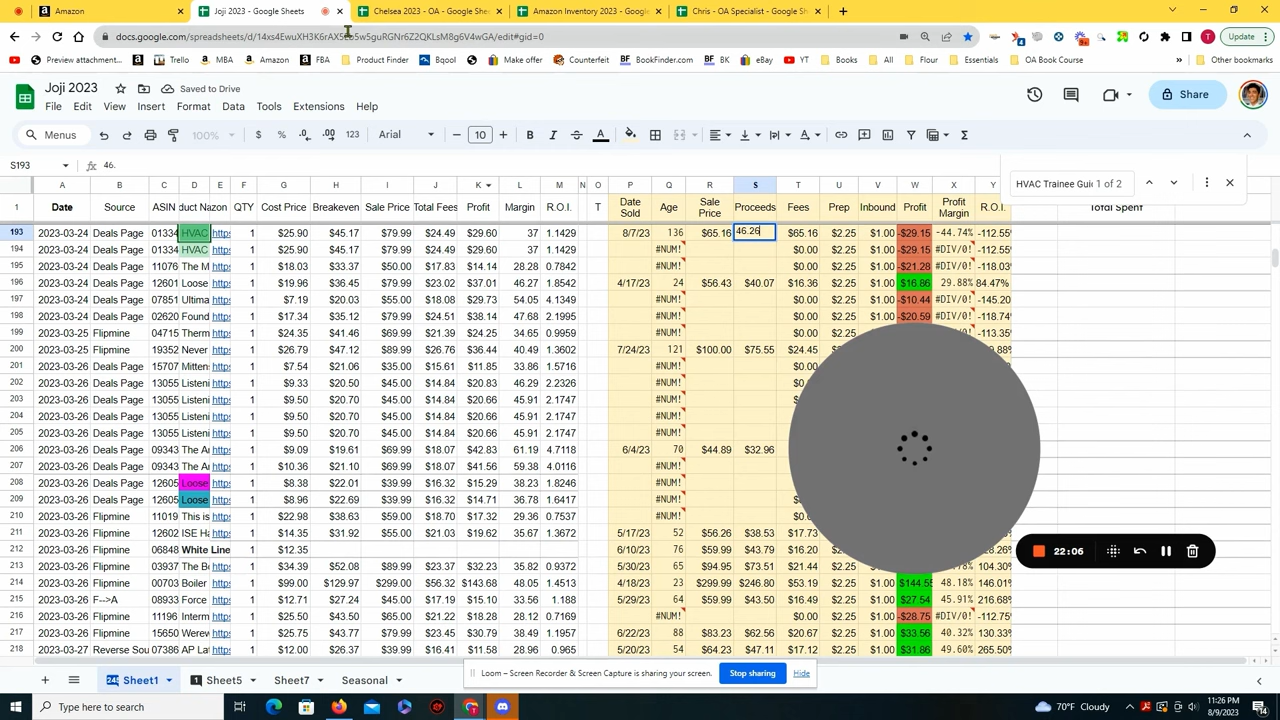 Amazon
Joji 2023 - Google Sheets
Chelsea 2023 - OA - Google She
Amazon Inventory 2023 - Google
Chris - OA Specialist - Google Sh
Update
Preview presentati...
Trello
MBA
Amazon
FBA
Product Finder
Bqool
Make offer
Counterfeit
BookFinder.com
BK
eBay
YT
Books
All
Flour
Essentials
OA Book Course
Other bookmarks
Joji 2023
Saved to Drive
File Edit View Insert Format Data Tools Extensions Help
Share
Menus 100% $ % .0 .00 123 Arial 10 B I A
S193 fx 46.
HVAC Trainee Gui 1 of 2
A B C D E F G H I J K L M N O P Q R S T U V W X Y
1 Date Source ASIN duct Nazon QTY Cost Price Breakeven Sale Price Total Fees Profit Margin R.O.I. T Date Sold Age Sale Price Proceeds Fees Prep Inbound Profit Profit Margin R.O.I. Total Spent
193 2023-03-24 Deals Page 01334 HVAC https 1 $25.90 $45.17 $79.99 $24.49 $29.60 37 1.1429 8/7/23 136 $65.16 46.26 $65.16 $2.25 $1.00 -$29.15 -44.74% -112.55%
194 2023-03-24 Deals Page 01334 HVAC https 1 $25.90 $45.17 $79.99 $24.49 $29.60 37 1.1429 #NUM! $0.00 $2.25 $1.00 -$29.15 #DIV/0! -112.55%
195 2023-03-24 Deals Page 11076 The M https 1 $18.03 $33.37 $50.00 $17.83 $14.14 28.28 0.7842 #NUM! $0.00 $2.25 $1.00 -$21.28 #DIV/0! -118.03%
196 2023-03-24 Deals Page 12601 Loose https 1 $19.96 $36.45 $79.99 $23.02 $37.01 46.27 1.8542 4/17/23 24 $56.43 $40.07 $16.36 $2.25 $1.00 $16.86 29.88% 84.47%
197 2023-03-24 Deals Page 07851 Ultima https 1 $7.19 $20.03 $55.00 $18.08 $29.73 54.05 4.1349 #NUM! $0.00 $2.25 $1.00 -$10.44 #DIV/0! -145.20
198 2023-03-24 Deals Page 02620 Found https 1 $17.34 $35.12 $79.99 $24.51 $38.14 47.68 2.1995 #NUM! $0.00 $2.25 $1.00 -$20.59 #DIV/0! -118.74
199 2023-03-25 Flipmine 04715 Therm https 1 $24.35 $41.46 $69.99 $21.39 $24.25 34.65 0.9959 #NUM! $0.00 -113.35
200 2023-03-25 Flipmine 19352 Never https 1 $26.79 $47.12 $89.99 $26.76 $36.44 40.49 1.3602 7/24/23 121 $100.00 $75.55 $24.45 .88%
201 2023-03-26 Flipmine 15707 Mitten: https 1 $7.54 $21.06 $35.00 $15.61 $11.85 33.86 1.5716 #NUM! $0.00
202 2023-03-26 Deals Page 13055 Listeni https 1 $9.33 $20.50 $45.00 $14.84 $20.83 46.29 2.2326 #NUM!
203 2023-03-26 Deals Page 13055 Listeni https 1 $9.50 $20.70 $45.00 $14.84 $20.66 45.91 2.1747 #NUM!
204 2023-03-26 Deals Page 13055 Listeni https 1 $9.50 $20.70 $45.00 $14.84 $20.66 45.91 2.1747 #NUM!
205 2023-03-26 Deals Page 13055 Listeni https 1 $9.50 $20.70 $45.00 $14.84 $20.66 45.91 2.1747 #NUM!
206 2023-03-26 Deals Page 09343 The Ar https 1 $9.09 $19.61 $69.99 $18.07 $42.83 61.19 4.7118 6/4/23 70 $44.89 $32.96
207 2023-03-26 Deals Page 09343 The Ar https 1 $10.36 $21.10 $69.99 $18.07 $41.56 59.38 4.0116 #NUM!
208 2023-03-26 Deals Page 12605 Loose https 1 $8.38 $22.01 $39.99 $16.32 $15.29 38.23 1.8246 #NUM!
209 2023-03-26 Deals Page 12605 Loose https 1 $8.96 $22.69 $39.99 $16.32 $14.71 36.78 1.6417 #NUM!
210 2023-03-26 Flipmine 11019 This is https 1 $22.98 $38.63 $59.00 $18.70 $17.32 29.36 0.7537 #NUM!
211 2023-03-26 Flipmine 12602 ISE Ha https 1 $14.35 $31.92 $55.00 $21.03 $19.62 35.67 1.3672 5/17/23 52 $56.26 $38.53 $17.73
212 2023-03-26 Flipmine 06848 White Line 1 $12.35 6/10/23 76 $59.99 $43.79 $16.20 .26%
213 2023-03-26 Flipmine 03937 The B https 1 $34.39 $52.08 $89.99 $23.37 $32.23 35.82 0.9372 5/30/23 65 $94.95 $73.51 $21.44 104.30%
214 2023-03-26 Flipmine 00703 Boiler https 1 $99.00 $129.97 $299.00 $56.32 $143.68 48.05 1.4513 4/18/23 23 $299.99 $246.80 $53.19 $2.25 $1.00 $144.55 48.18% 146.01%
215 2023-03-26 F-->A 08933 Force https 1 $12.71 $27.24 $45.00 $17.19 $15.10 33.56 1.188 5/29/23 64 $59.99 $43.50 $16.49 $2.25 $1.00 $27.54 45.91% 216.68%
216 2023-03-26 Flipmine 11916 Interm https 1 $25.50 $43.40 $65.00 $21.22 $18.28 28.12 0.7169 #NUM! $0.00 $2.25 $1.00 -$28.75 #DIV/0! -112.75%
217 2023-03-26 Flipmine 15650 Werev https 1 $25.75 $43.77 $79.99 $23.45 $30.79 38.49 1.1957 6/22/23 88 $83.23 $62.56 $20.67 $2.25 $1.00 $33.56 40.32% 130.33%
218 2023-03-27 Reverse Sou 07386 AP Lat https 1 $12.00 $26.37 $39.99 $16.41 $11.58 28.96 0.965 5/20/23 54 $64.23 $47.11 $17.12 $2.25 $1.00 $31.86 49.60% 265.50%
22:06
Loom – Screen Recorder & Screen Capture is sharing your screen.
Stop sharing
Hide
Sheet1
Sheet5
Sheet7
Seasonal
Type here to search
70°F Cloudy
11:26 PM
8/9/2023
14